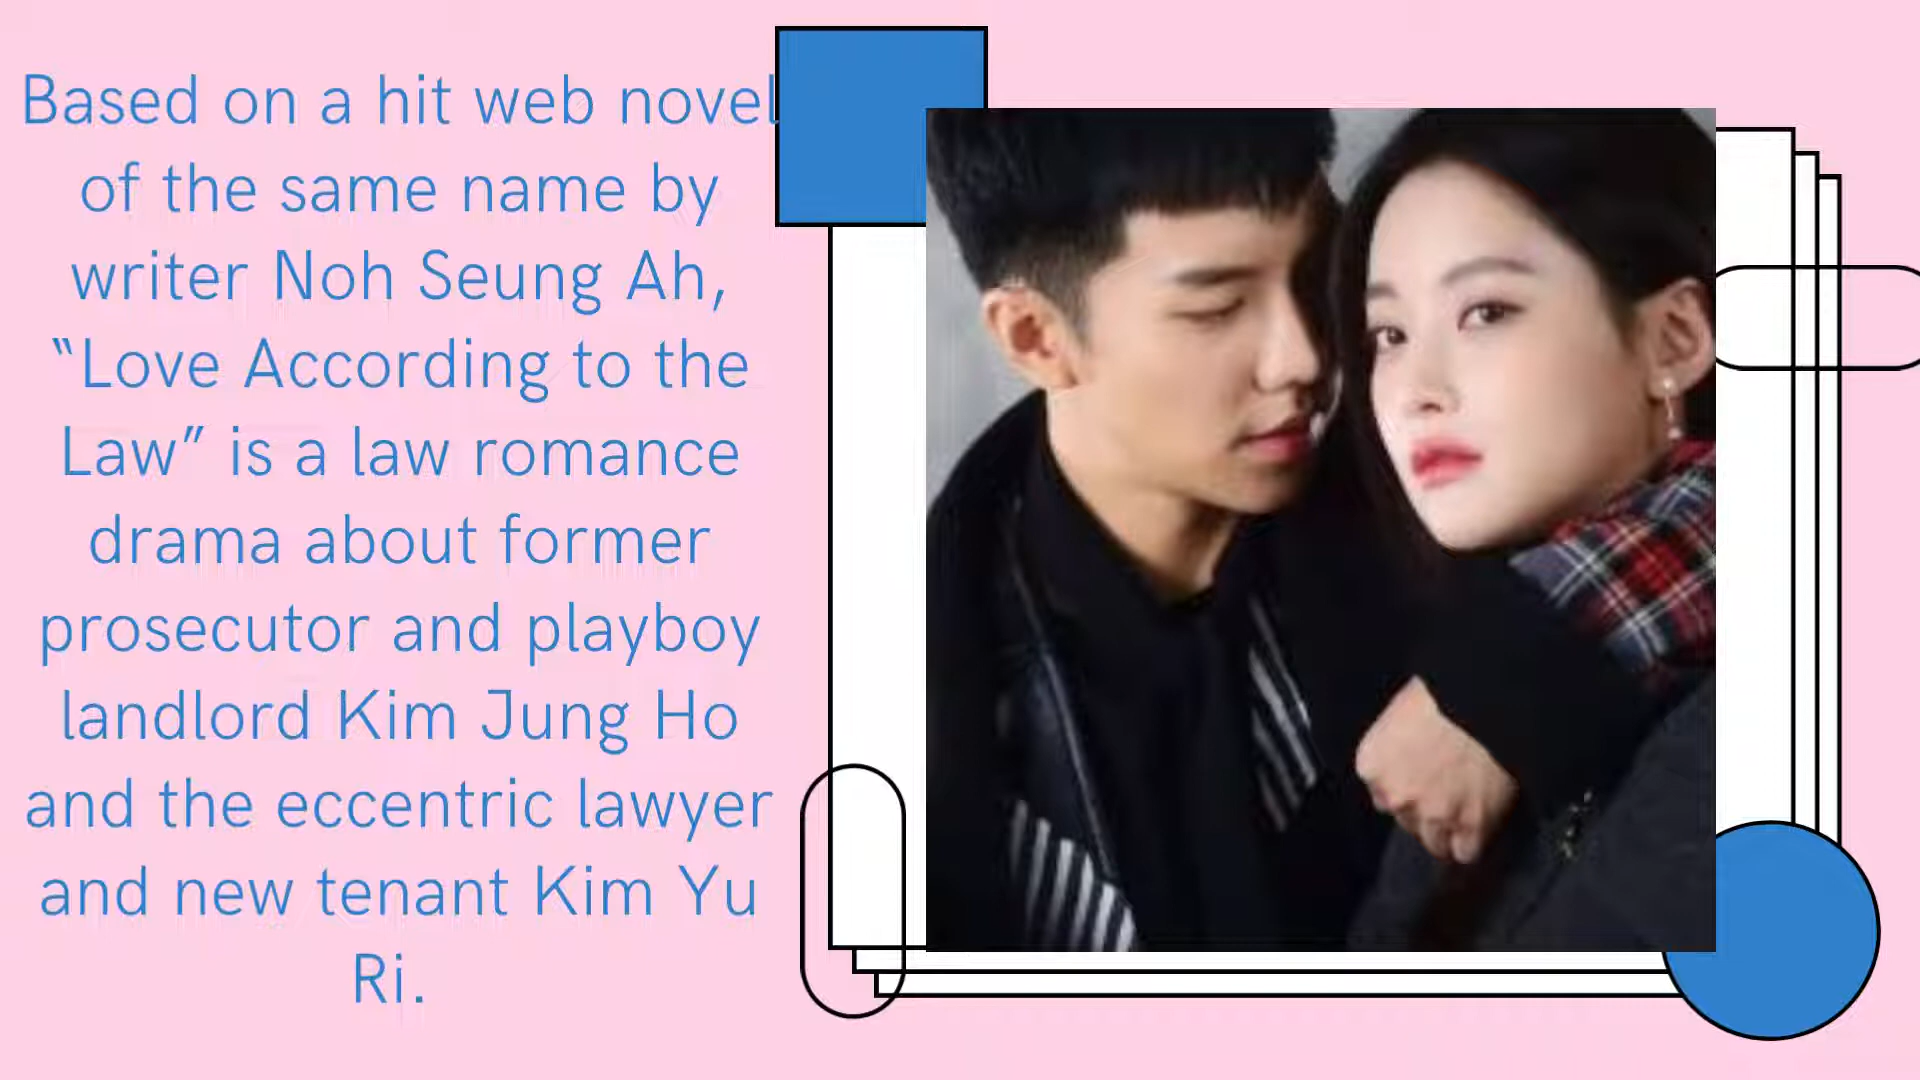 Based on a hit web novel
of the same name by
writer Noh Seung Ah,
“Love According to the
Law” is a law romance
drama about former
prosecutor and playboy
landlord Kim Jung Ho
and the eccentric lawyer
and new tenant Kim Yu
Ri.